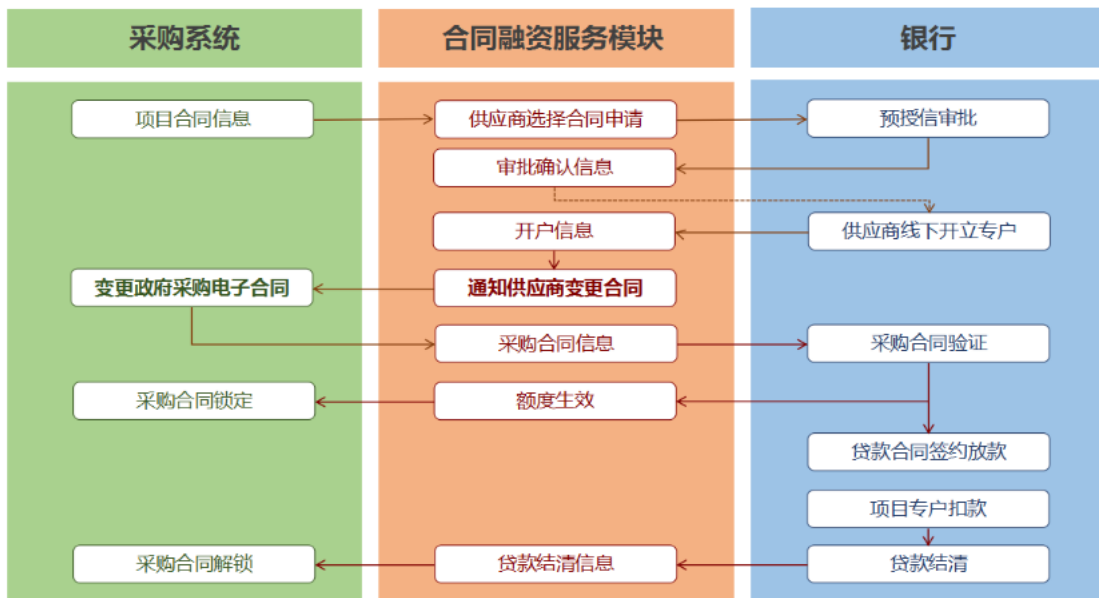 采购系统
合同融资服务模块
银行
项目合同信息
供应商选择合同申请
预授信审批
审批确认信息
开户信息
供应商线下开立专户
变更政府采购电子合同
通知供应商变更合同
采购合同信息
采购合同验证
采购合同锁定
额度生效
贷款合同签约放款
项目专户扣款
采购合同解锁
贷款结清信息
贷款结清